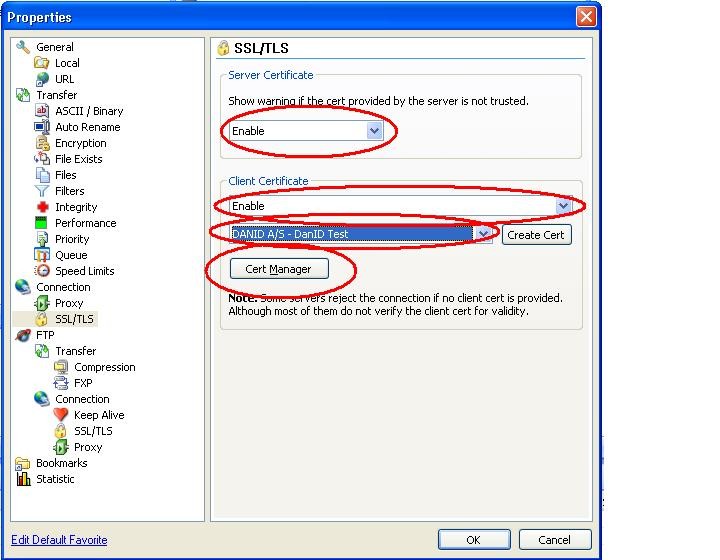 Properties
General
Local
URL
Transfer
ASCII / Binary
Auto Rename
Encryption
File Exists
Files
Filters
Integrity
Performance
Priority
Queue
Speed Limits
Connection
Proxy
SSL/TLS
FTP
Transfer
Compression
FXP
Connection
Keep Alive
SSL/TLS
Proxy
Bookmarks
Statistic
Edit Default Favorite
SSL/TLS
Server Certificate
Show warning if the cert provided by the server is not trusted.
Enable
Client Certificate
Enable
DANID A/S - DanID Test
Create Cert
Cert Manager
Note: Some servers reject the connection if no client cert is provided.
Although most of them do not verify the client cert for validity.
OK
Cancel